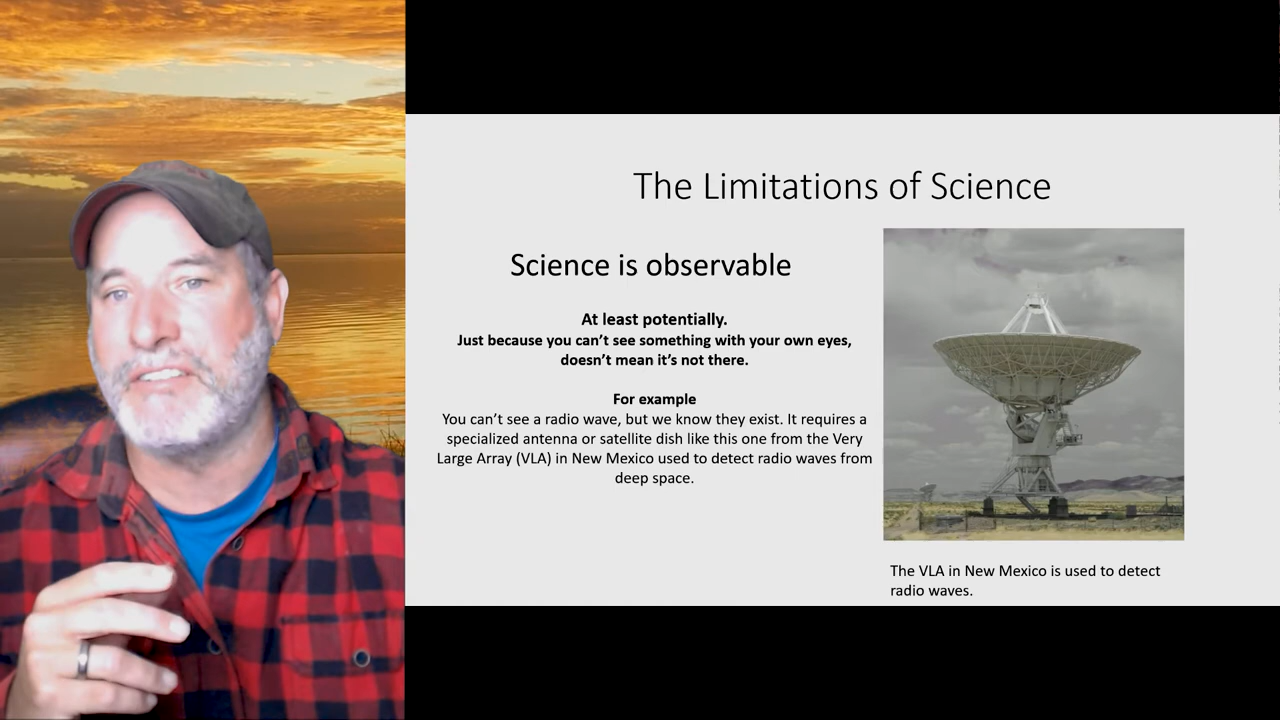 The Limitations of Science
Science is observable
At least potentially.
Just because you can’t see something with your own eyes,
doesn’t mean it’s not there.
For example
You can’t see a radio wave, but we know they exist. It requires a
specialized antenna or satellite dish like this one from the Very
Large Array (VLA) in New Mexico used to detect radio waves from
deep space.
The VLA in New Mexico is used to detect
radio waves.